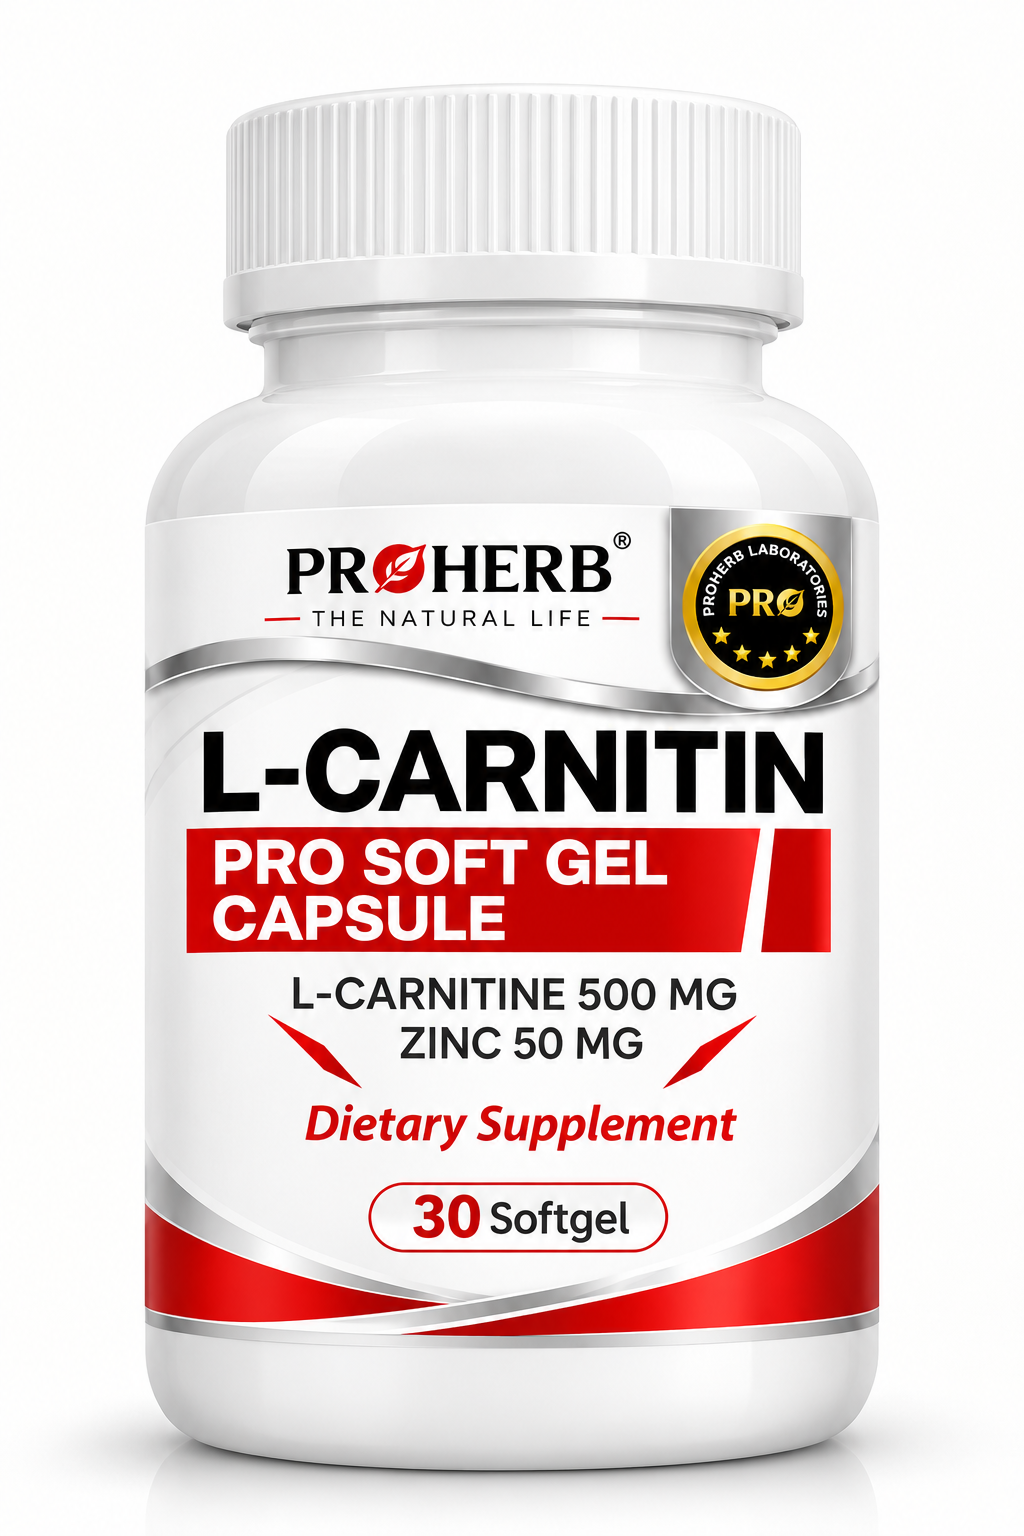 PROHERB®
THE NATURAL LIFE
PROHERB LABORATORIES
PRO
L-CARNITIN
PRO SOFT GEL
CAPSULE
L-CARNITINE 500 MG
ZINC 50 MG
Dietary Supplement
30 Softgel